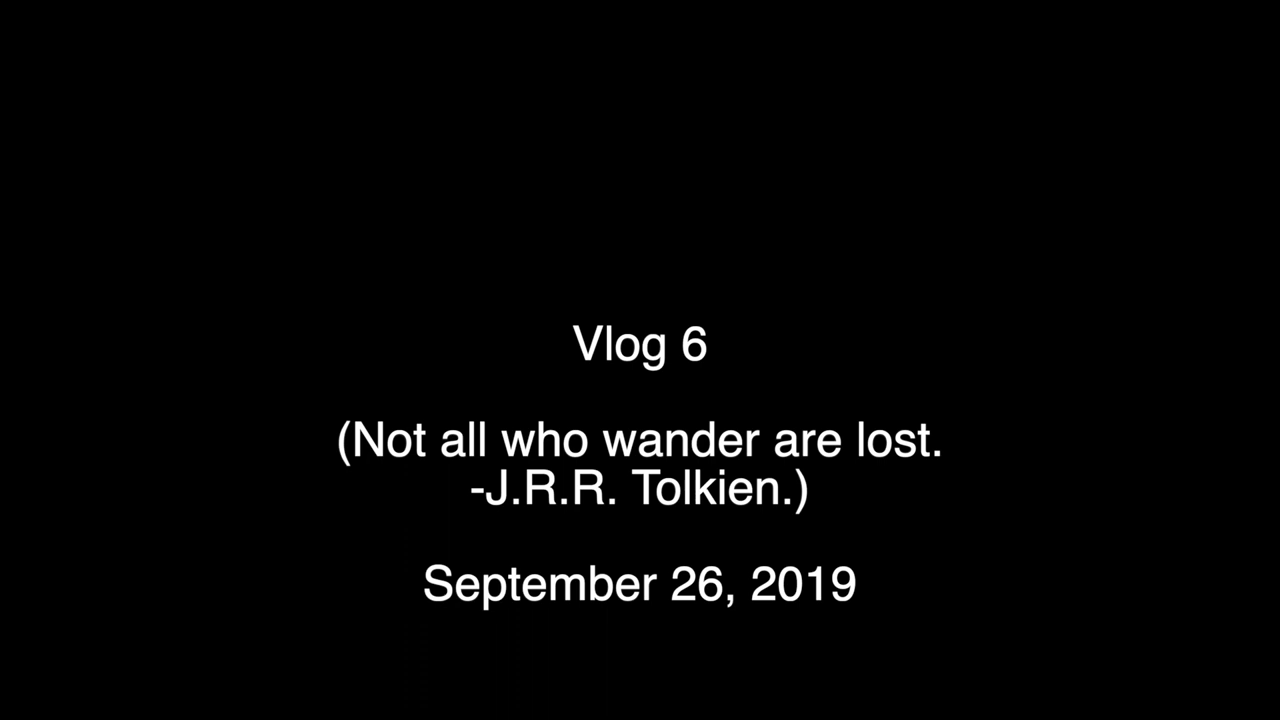 Vlog 6
(Not all who wander are lost.
-J.R.R. Tolkien.)
September 26, 2019